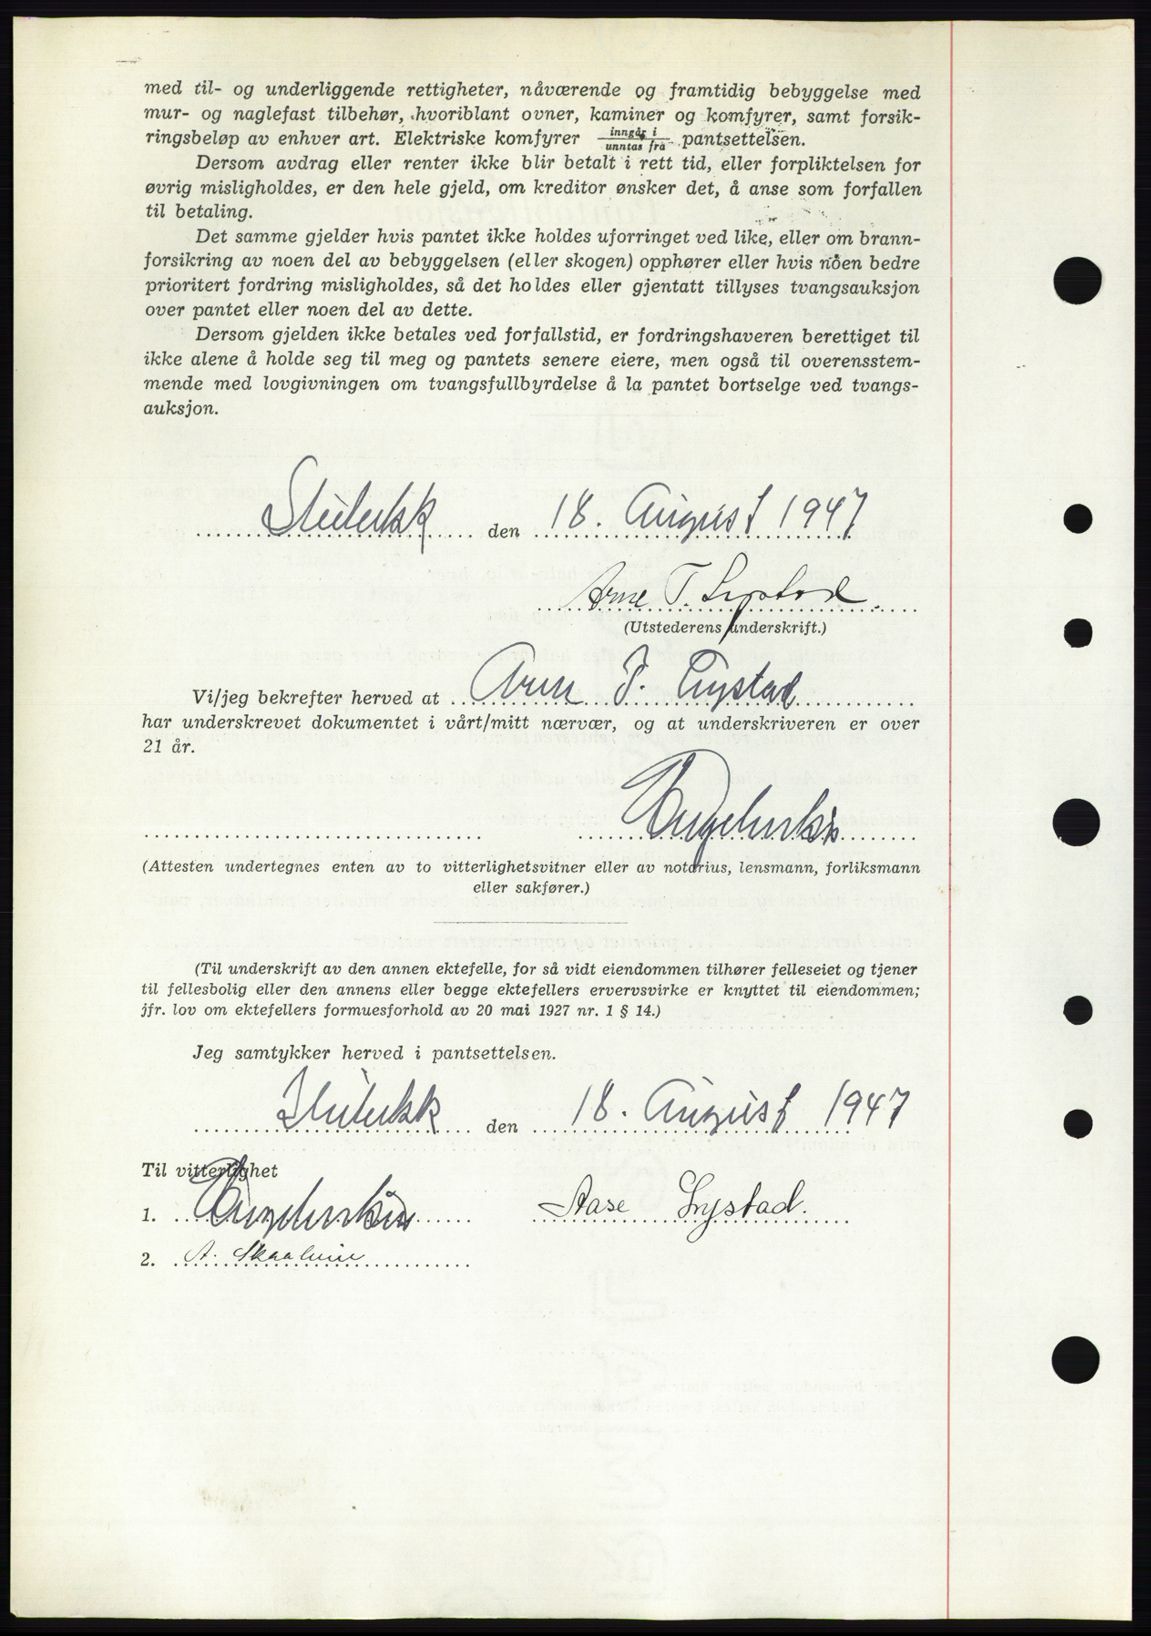 med til- og underliggende rettigheter, nåværende og framtidig bebyggelse med
mur- og naglefast tilbehør, hvoriblant ovner, kaminer og komfyrer, samt forsik-
ringsbeløp av enhver art. Elektriske komfyrer inngår i / unntas fra pantsettelsen.
Dersom avdrag eller renter ikke blir betalt i rett tid, eller forpliktelsen for
øvrig misligholdes, er den hele gjeld, om kreditor ønsker det, å anse som forfallen
til betaling.
Det samme gjelder hvis pantet ikke holdes uforringet ved like, eller om brann-
forsikring av noen del av bebyggelsen (eller skogen) opphører eller hvis noen bedre
prioritert fordring misligholdes, så det holdes eller gjentatt tillyses tvangsauksjon
over pantet eller noen del av dette.
Dersom gjelden ikke betales ved forfallstid, er fordringshaveren berettiget til
ikke alene å holde seg til meg og pantets senere eiere, men også til overensstem-
mende med lovgivningen om tvangsfullbyrdelse å la pantet bortselge ved tvangs-
auksjon.
den 18. August 1947
Arne T. Lystad
(Utstederens underskrift.)
Vi/jeg bekrefter herved at Arne T. Lystad
har underskrevet dokumentet i vårt/mitt nærvær, og at underskriveren er over
21 år.
(Attesten undertegnes enten av to vitterlighetsvitner eller av notarius, lensmann, forliksmann
eller sakfører.)
(Til underskrift av den annen ektefelle, for så vidt eiendommen tilhører felleseiet og tjener
til fellesbolig eller den annens eller begge ektefellers ervervsvirke er knyttet til eiendommen;
jfr. lov om ektefellers formuesforhold av 20 mai 1927 nr. 1 § 14.)
Jeg samtykker herved i pantsettelsen.
den 18. August 1947
Til vitterlighet
1. Aase Lystad.
2. A.